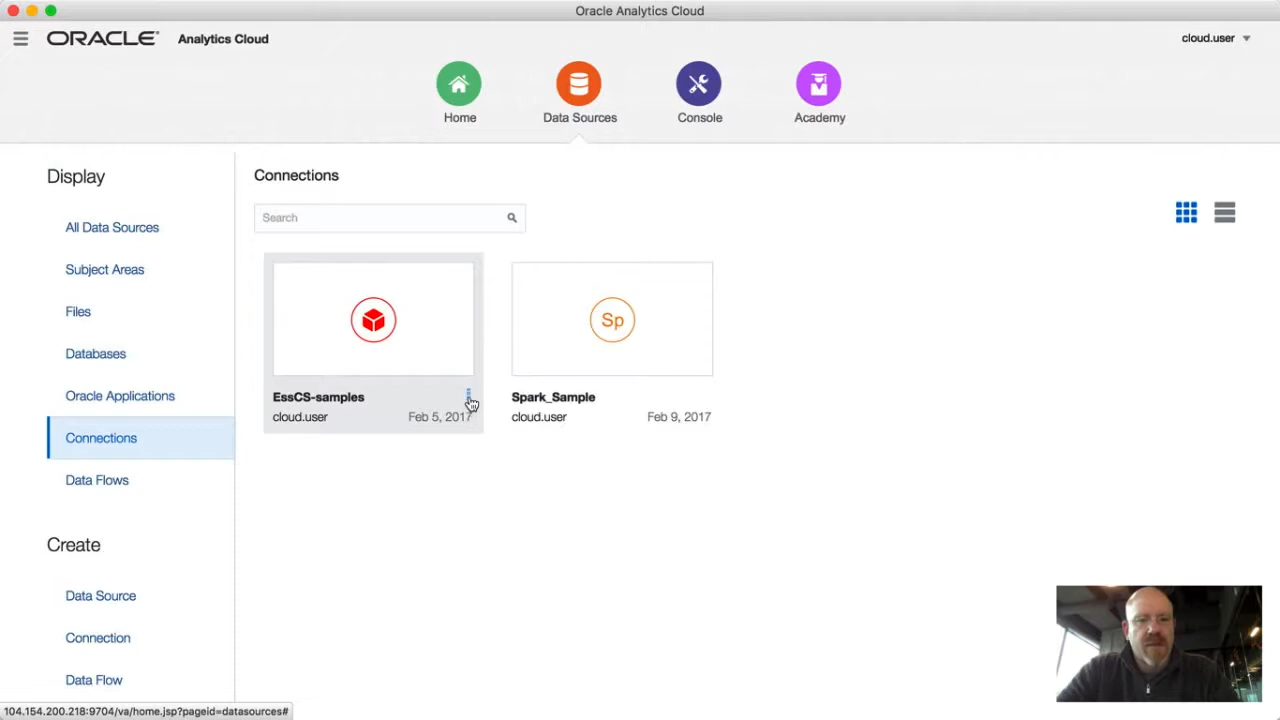 Oracle Analytics Cloud
ORACLE® Analytics Cloud
cloud.user
Home
Data Sources
Console
Academy
Display
All Data Sources
Subject Areas
Files
Databases
Oracle Applications
Connections
Data Flows
Create
Data Source
Connection
Data Flow
Connections
Search
Sp
EssCS-samples
cloud.user Feb 5, 2017
Spark_Sample
cloud.user Feb 9, 2017
104.154.200.218:9704/va/home.jsp?pageid=datasources#